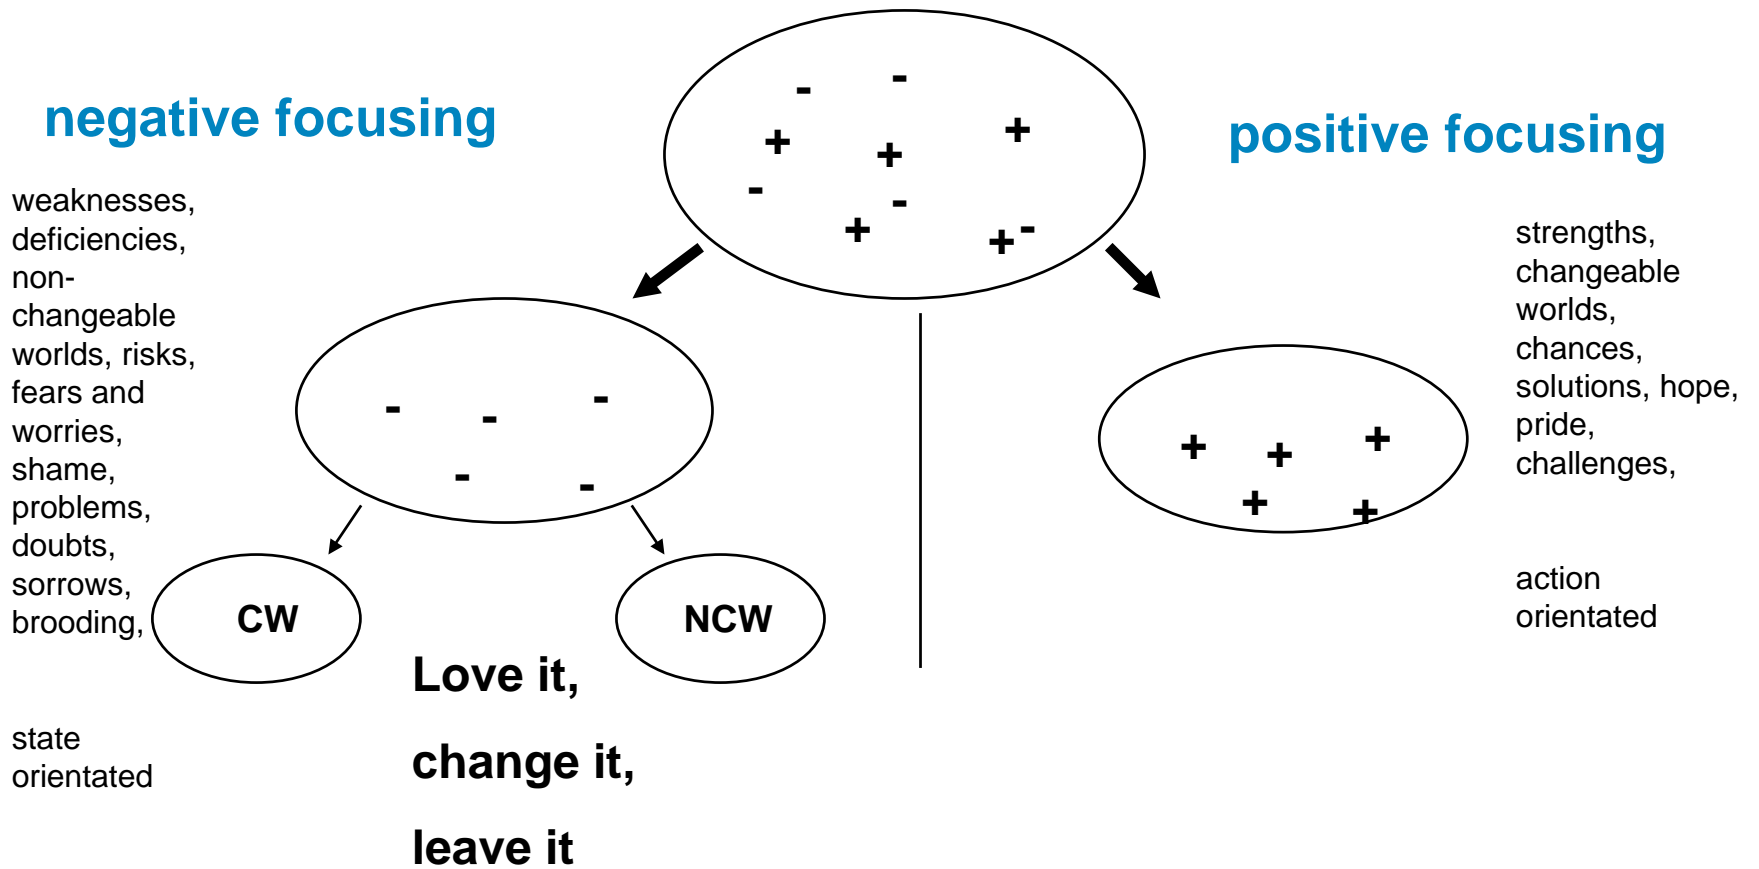 negative focusing
weaknesses,
deficiencies,
non-
changeable
worlds, risks,
fears and
worries,
shame,
problems,
doubts,
sorrows,
brooding,
state
orientated
- -
+ + +
- -
+ + -
- - -
- -
CW
NCW
Love it,
change it,
leave it
positive focusing
strengths,
changeable
worlds,
chances,
solutions, hope,
pride,
challenges,
action
orientated
+ + +
+ +